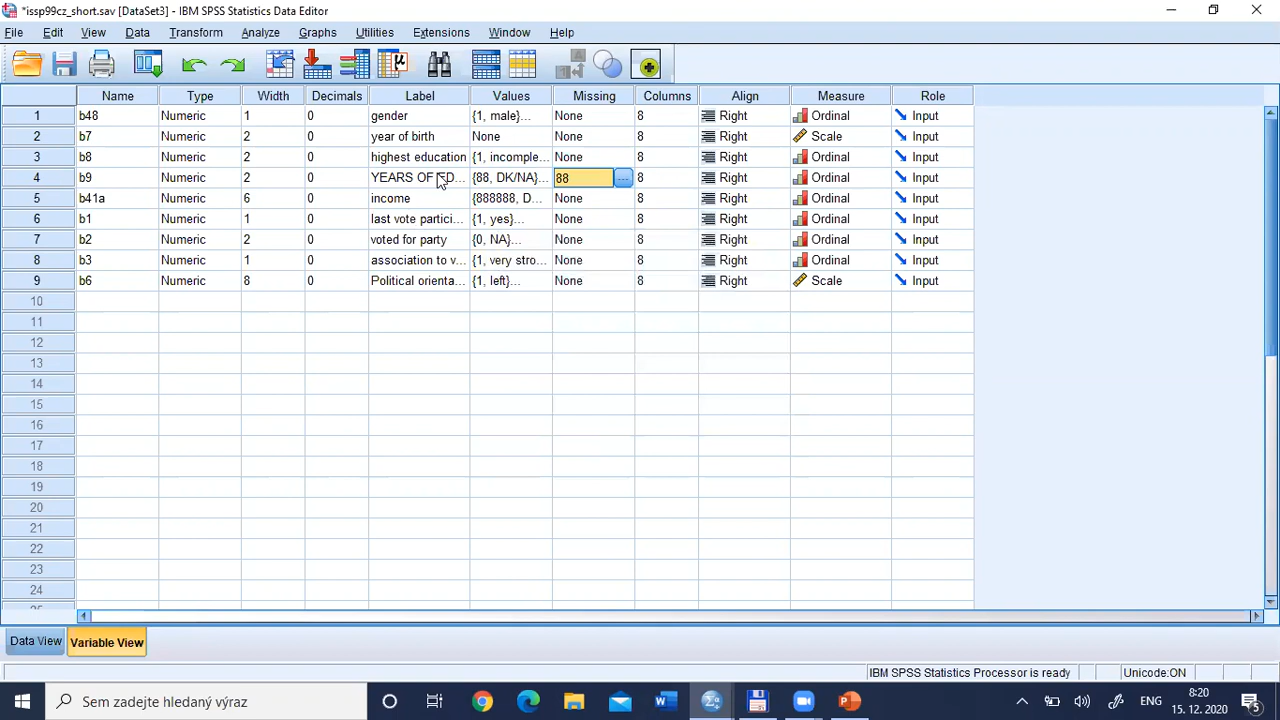 *issp99cz_short.sav [DataSet3] - IBM SPSS Statistics Data Editor
File Edit View Data Transform Analyze Graphs Utilities Extensions Window Help
Name Type Width Decimals Label Values Missing Columns Align Measure Role
1 b48 Numeric 1 0 gender {1, male}... None 8 Right Ordinal Input
2 b7 Numeric 2 0 year of birth None None 8 Right Scale Input
3 b8 Numeric 2 0 highest education {1, incomple... None 8 Right Ordinal Input
4 b9 Numeric 2 0 YEARS OF ED... {88, DK/NA}... 88 ... 8 Right Ordinal Input
5 b41a Numeric 6 0 income {888888, D... None 8 Right Ordinal Input
6 b1 Numeric 1 0 last vote partici... {1, yes}... None 8 Right Ordinal Input
7 b2 Numeric 2 0 voted for party {0, NA}... None 8 Right Ordinal Input
8 b3 Numeric 1 0 association to v... {1, very stro... None 8 Right Ordinal Input
9 b6 Numeric 8 0 Political orienta... {1, left}... None 8 Right Scale Input
10
11
12
13
14
15
16
17
18
19
20
21
22
23
24
Data View Variable View
IBM SPSS Statistics Processor is ready Unicode:ON
Sem zadejte hledaný výraz
ENG
8:20
15. 12. 2020
5